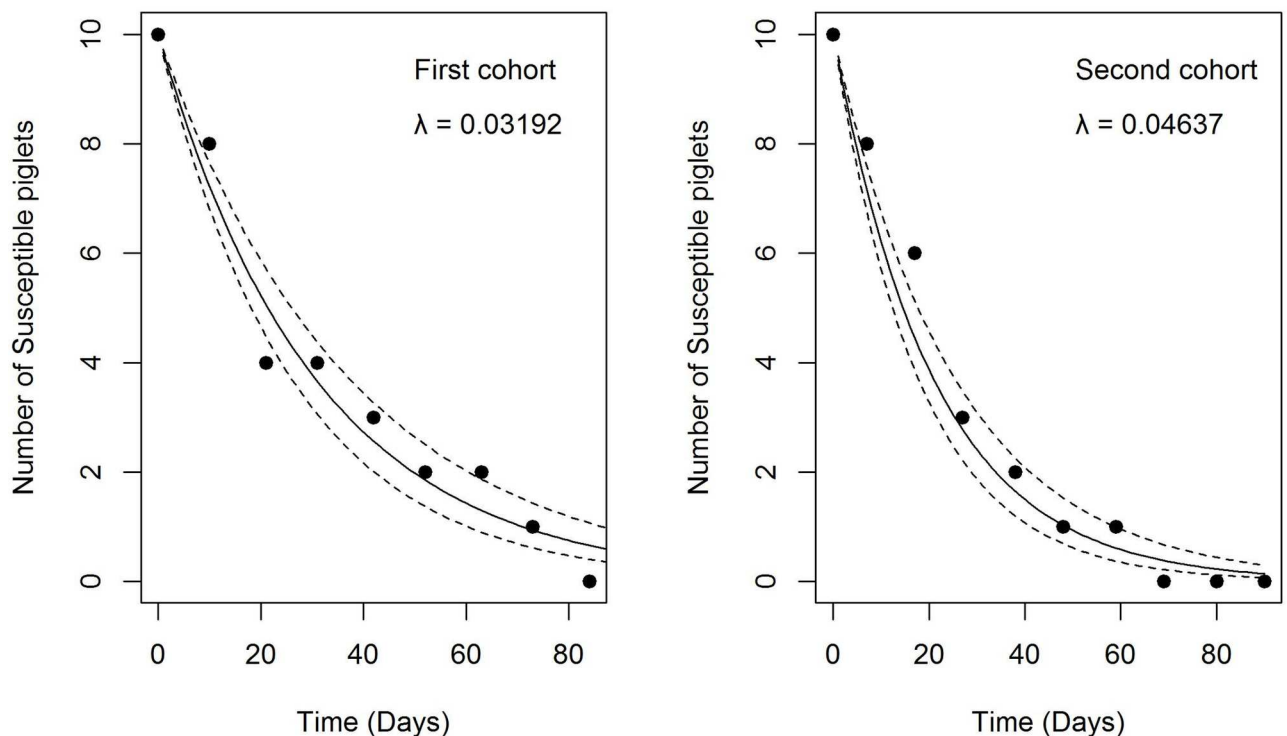 First cohort
λ = 0.03192
Number of Susceptible piglets
10
8
6
4
2
0
0 20 40 60 80
Time (Days)
Second cohort
λ = 0.04637
Number of Susceptible piglets
10
8
6
4
2
0
0 20 40 60 80
Time (Days)